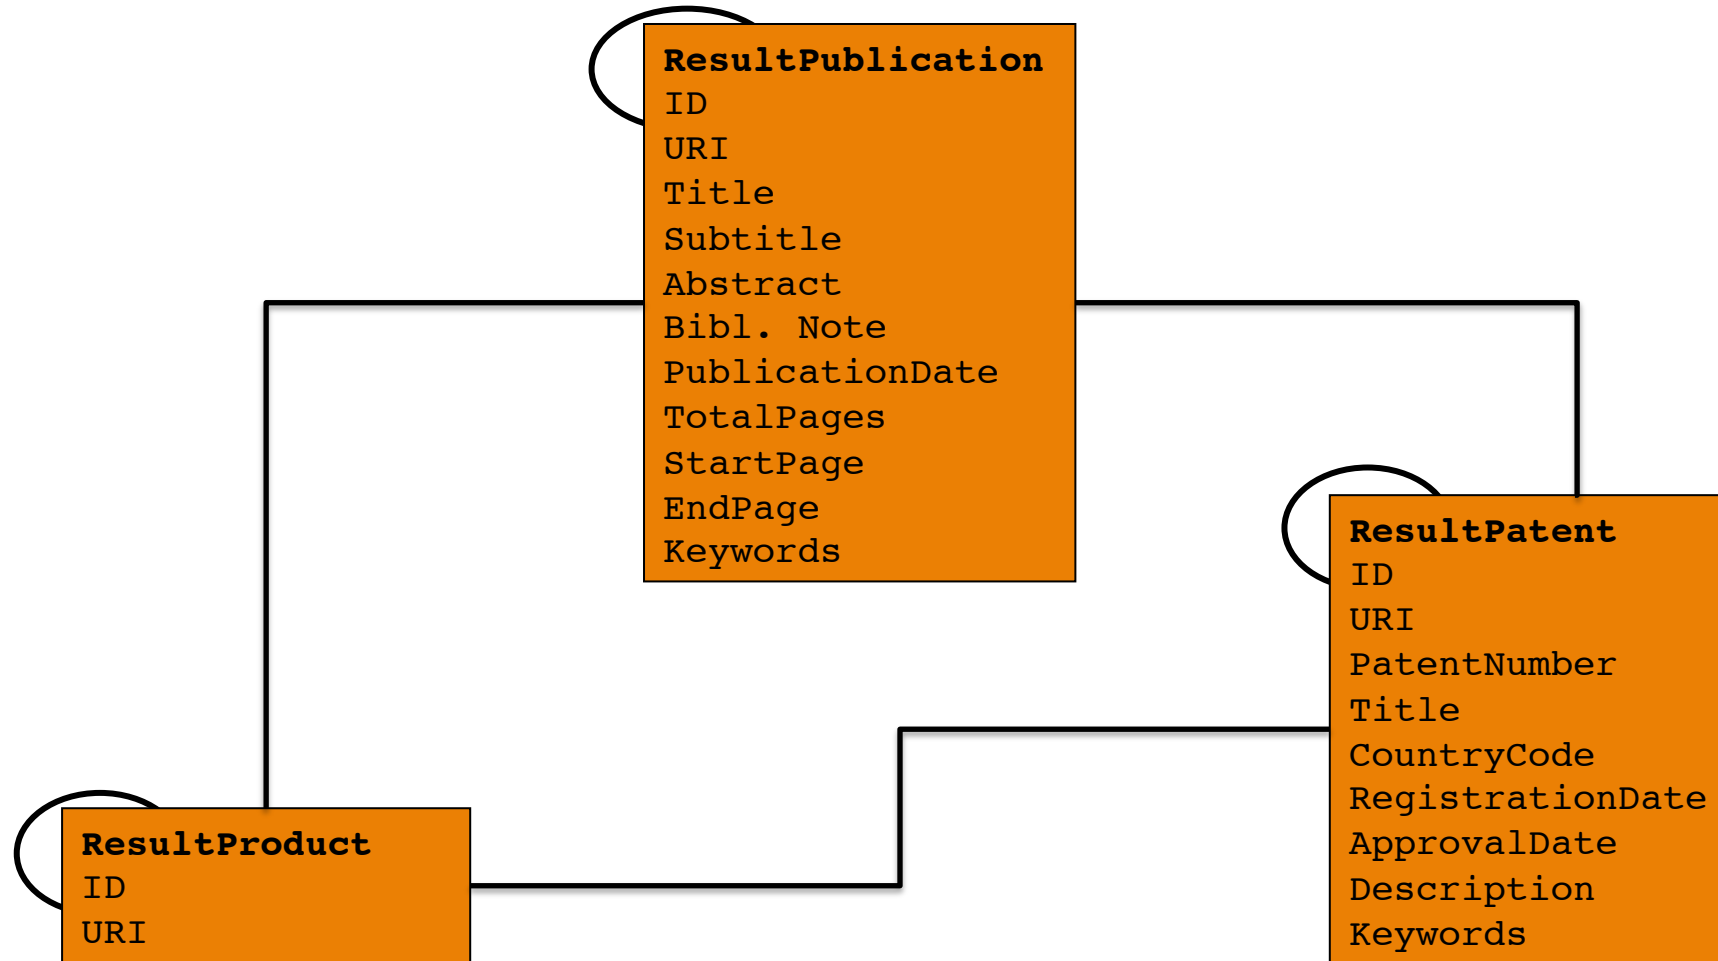 ResultPublication
ID
URI
Title
Subtitle
Abstract
Bibl. Note
PublicationDate
TotalPages
StartPage
EndPage
Keywords
ResultPatent
ID
URI
PatentNumber
Title
CountryCode
RegistrationDate
ApprovalDate
Description
Keywords
ResultProduct
ID
URI